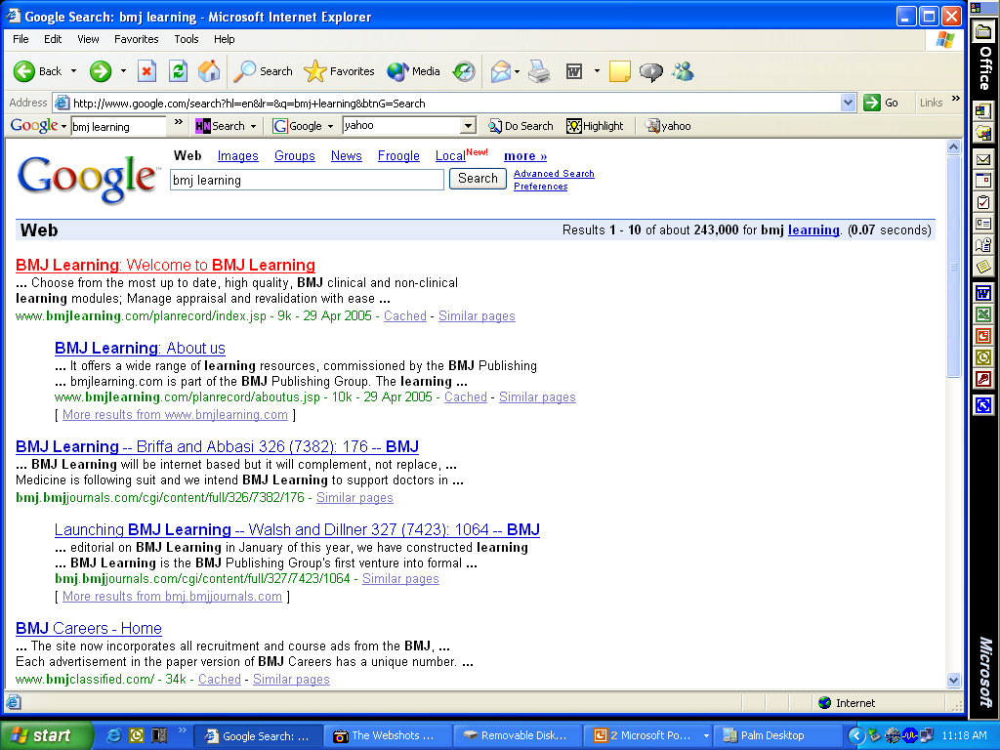 Google Search: bmj learning - Microsoft Internet Explorer
File Edit View Favorites Tools Help
Back Search Favorites Media
Address http://www.google.com/search?hl=en&lr=&q=bmj+learning&btnG=Search Go Links »
Google bmj learning » HN Search Google yahoo Do Search Highlight yahoo
Web Images Groups News Froogle Local New! more »
Google™ bmj learning Search Advanced Search
Preferences
Web Results 1 - 10 of about 243,000 for bmj learning. (0.07 seconds)
BMJ Learning: Welcome to BMJ Learning
... Choose from the most up to date, high quality, BMJ clinical and non-clinical
learning modules; Manage appraisal and revalidation with ease ...
www.bmjlearning.com/planrecord/index.jsp - 9k - 29 Apr 2005 - Cached - Similar pages
BMJ Learning: About us
... It offers a wide range of learning resources, commissioned by the BMJ Publishing
... bmjlearning.com is part of the BMJ Publishing Group. The learning ...
www.bmjlearning.com/planrecord/aboutus.jsp - 10k - 29 Apr 2005 - Cached - Similar pages
[ More results from www.bmjlearning.com ]
BMJ Learning -- Briffa and Abbasi 326 (7382): 176 -- BMJ
... BMJ Learning will be internet based but it will complement, not replace, ...
Medicine is following suit and we intend BMJ Learning to support doctors in ...
bmj.bmjjournals.com/cgi/content/full/326/7382/176 - Similar pages
Launching BMJ Learning -- Walsh and Dillner 327 (7423): 1064 -- BMJ
... editorial on BMJ Learning in January of this year, we have constructed learning
... BMJ Learning is the BMJ Publishing Group's first venture into formal ...
bmj.bmjjournals.com/cgi/content/full/327/7423/1064 - Similar pages
[ More results from bmj.bmjjournals.com ]
BMJ Careers - Home
... The site now incorporates all recruitment and course ads from the BMJ, ...
Each advertisement in the paper version of BMJ Careers has a unique number. ...
www.bmjclassified.com/ - 34k - Cached - Similar pages
Internet
Office
Microsoft
start » Google Search: ... The Webshots ... Removable Disk... 2 Microsoft Po... Palm Desktop 11:18 AM